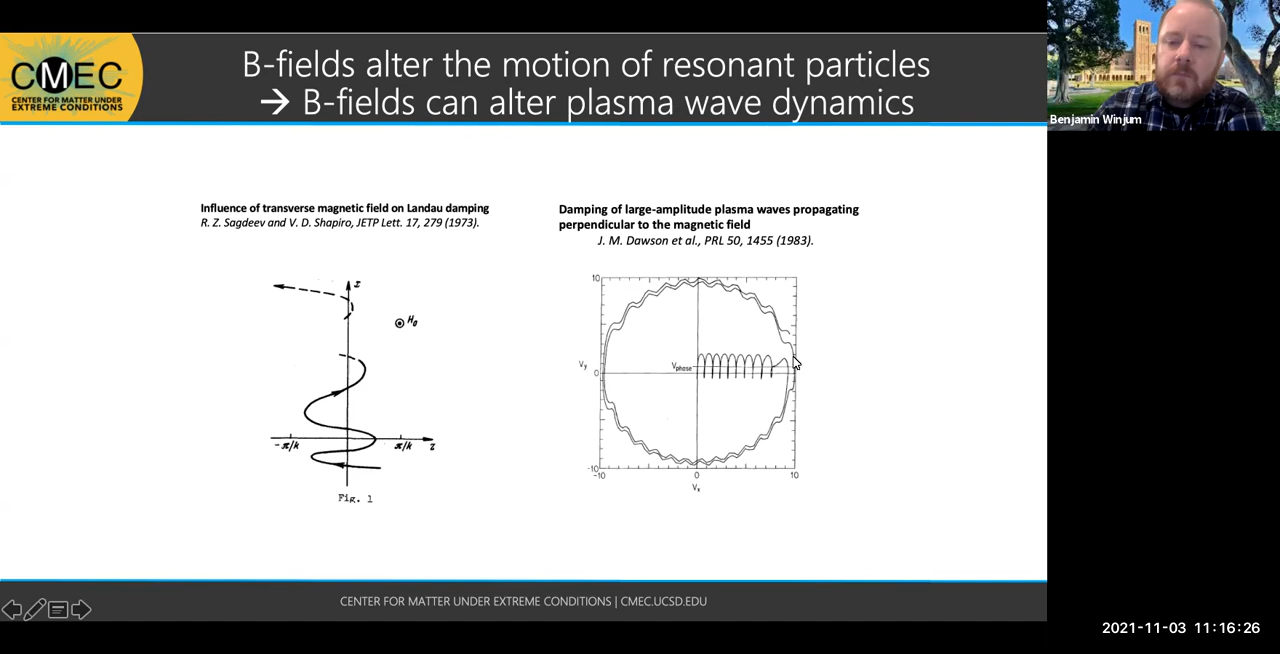 CMEC
CENTER FOR MATTER UNDER
EXTREME CONDITIONS
B-fields alter the motion of resonant particles
→ B-fields can alter plasma wave dynamics
Benjamin Winjum
Influence of transverse magnetic field on Landau damping
R. Z. Sagdeev and V. D. Shapiro, JETP Lett. 17, 279 (1973).
Damping of large-amplitude plasma waves propagating
perpendicular to the magnetic field
J. M. Dawson et al., PRL 50, 1455 (1983).
x
H₀
-π/k
π/k
z
Fig. 1
10
Vy
Vphase
0
-10
-10
0
10
Vx
CENTER FOR MATTER UNDER EXTREME CONDITIONS | CMEC.UCSD.EDU
2021-11-03 11:16:26